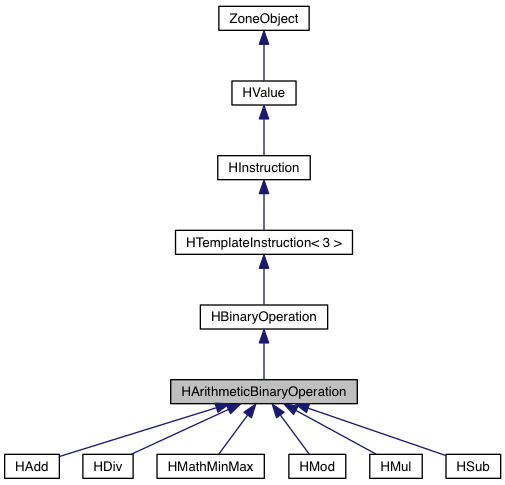 ZoneObject
HValue
HInstruction
HTemplateInstruction< 3 >
HBinaryOperation
HArithmeticBinaryOperation
HAdd
HDiv
HMathMinMax
HMod
HMul
HSub